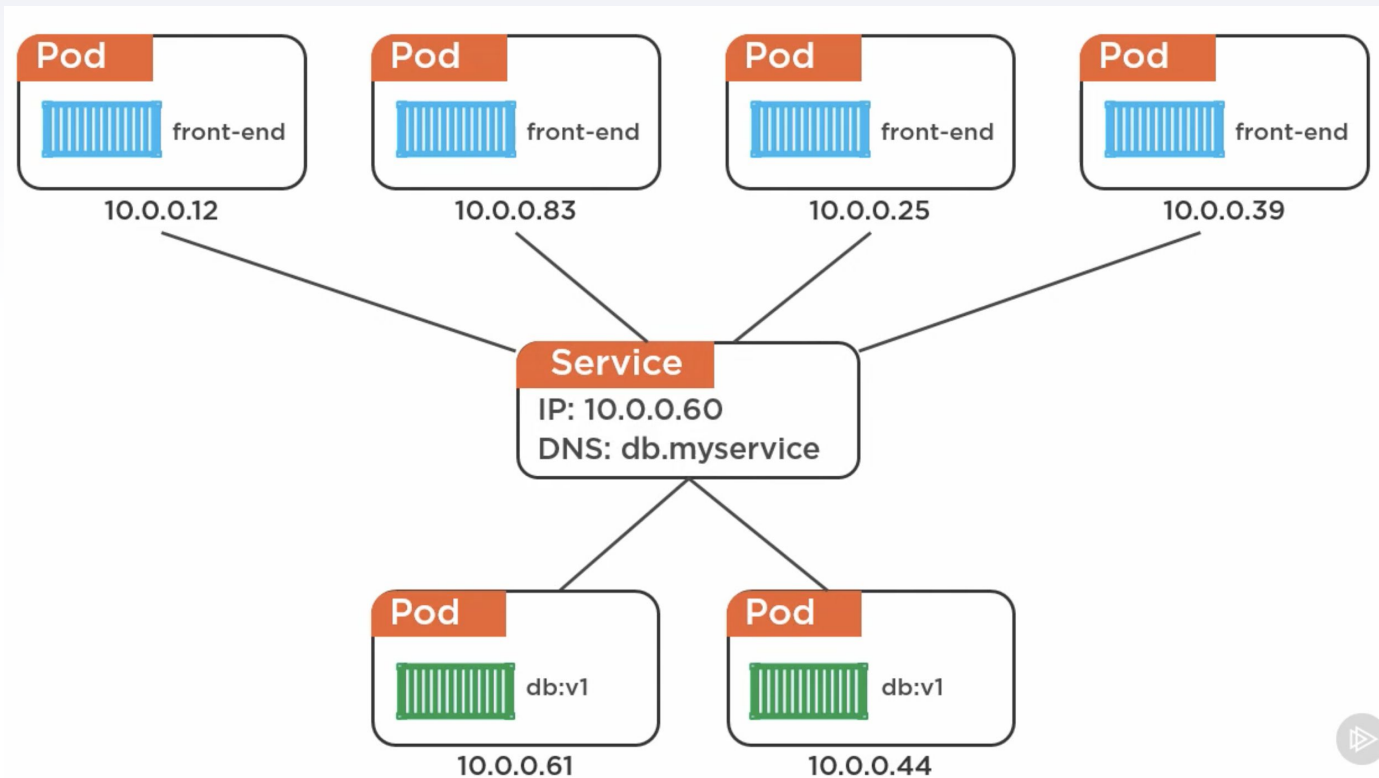 Pod
front-end
10.0.0.12
Pod
front-end
10.0.0.83
Pod
front-end
10.0.0.25
Pod
front-end
10.0.0.39
Service
IP: 10.0.0.60
DNS: db.myservice
Pod
db:v1
10.0.0.61
Pod
db:v1
10.0.0.44